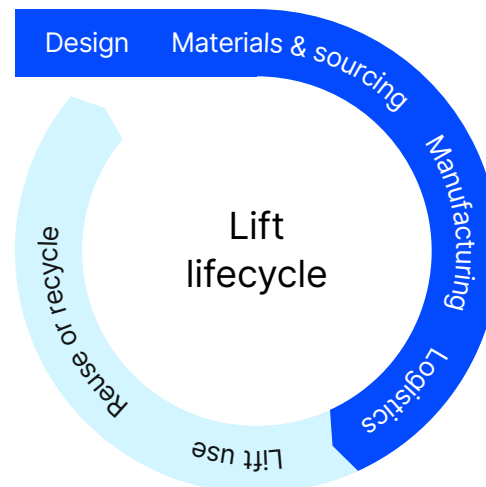 Design
Materials & sourcing
Manufacturing
Logistics
Lift use
Reuse or recycle
Lift
lifecycle